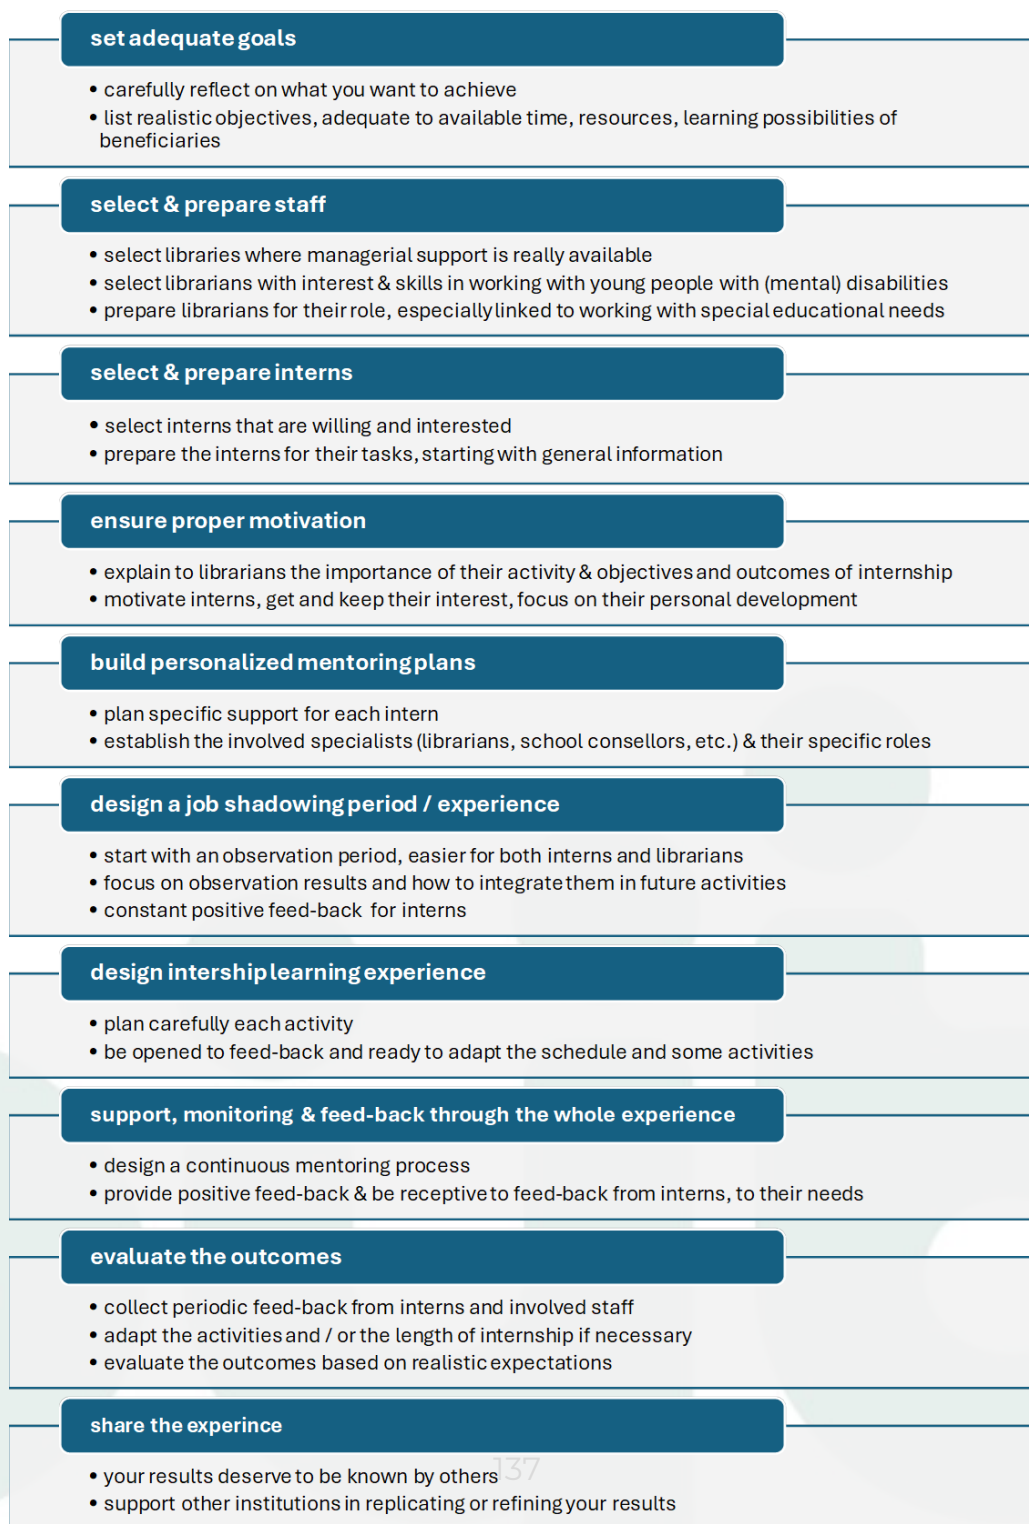 set adequate goals
• carefully reflect on what you want to achieve
• list realistic objectives, adequate to available time, resources, learning possibilities of
beneficiaries
select & prepare staff
• select libraries where managerial support is really available
• select librarians with interest & skills in working with young people with (mental) disabilities
• prepare librarians for their role, especially linked to working with special educational needs
select & prepare interns
• select interns that are willing and interested
• prepare the interns for their tasks, starting with general information
ensure proper motivation
• explain to librarians the importance of their activity & objectives and outcomes of internship
• motivate interns, get and keep their interest, focus on their personal development
build personalized mentoring plans
• plan specific support for each intern
• establish the involved specialists (librarians, school consellors, etc.) & their specific roles
design a job shadowing period / experience
• start with an observation period, easier for both interns and librarians
• focus on observation results and how to integrate them in future activities
• constant positive feed-back for interns
design intership learning experience
• plan carefully each activity
• be opened to feed-back and ready to adapt the schedule and some activities
support, monitoring & feed-back through the whole experience
• design a continuous mentoring process
• provide positive feed-back & be receptive to feed-back from interns, to their needs
evaluate the outcomes
• collect periodic feed-back from interns and involved staff
• adapt the activities and / or the length of internship if necessary
• evaluate the outcomes based on realistic expectations
share the experince
• your results deserve to be known by others
137
• support other institutions in replicating or refining your results